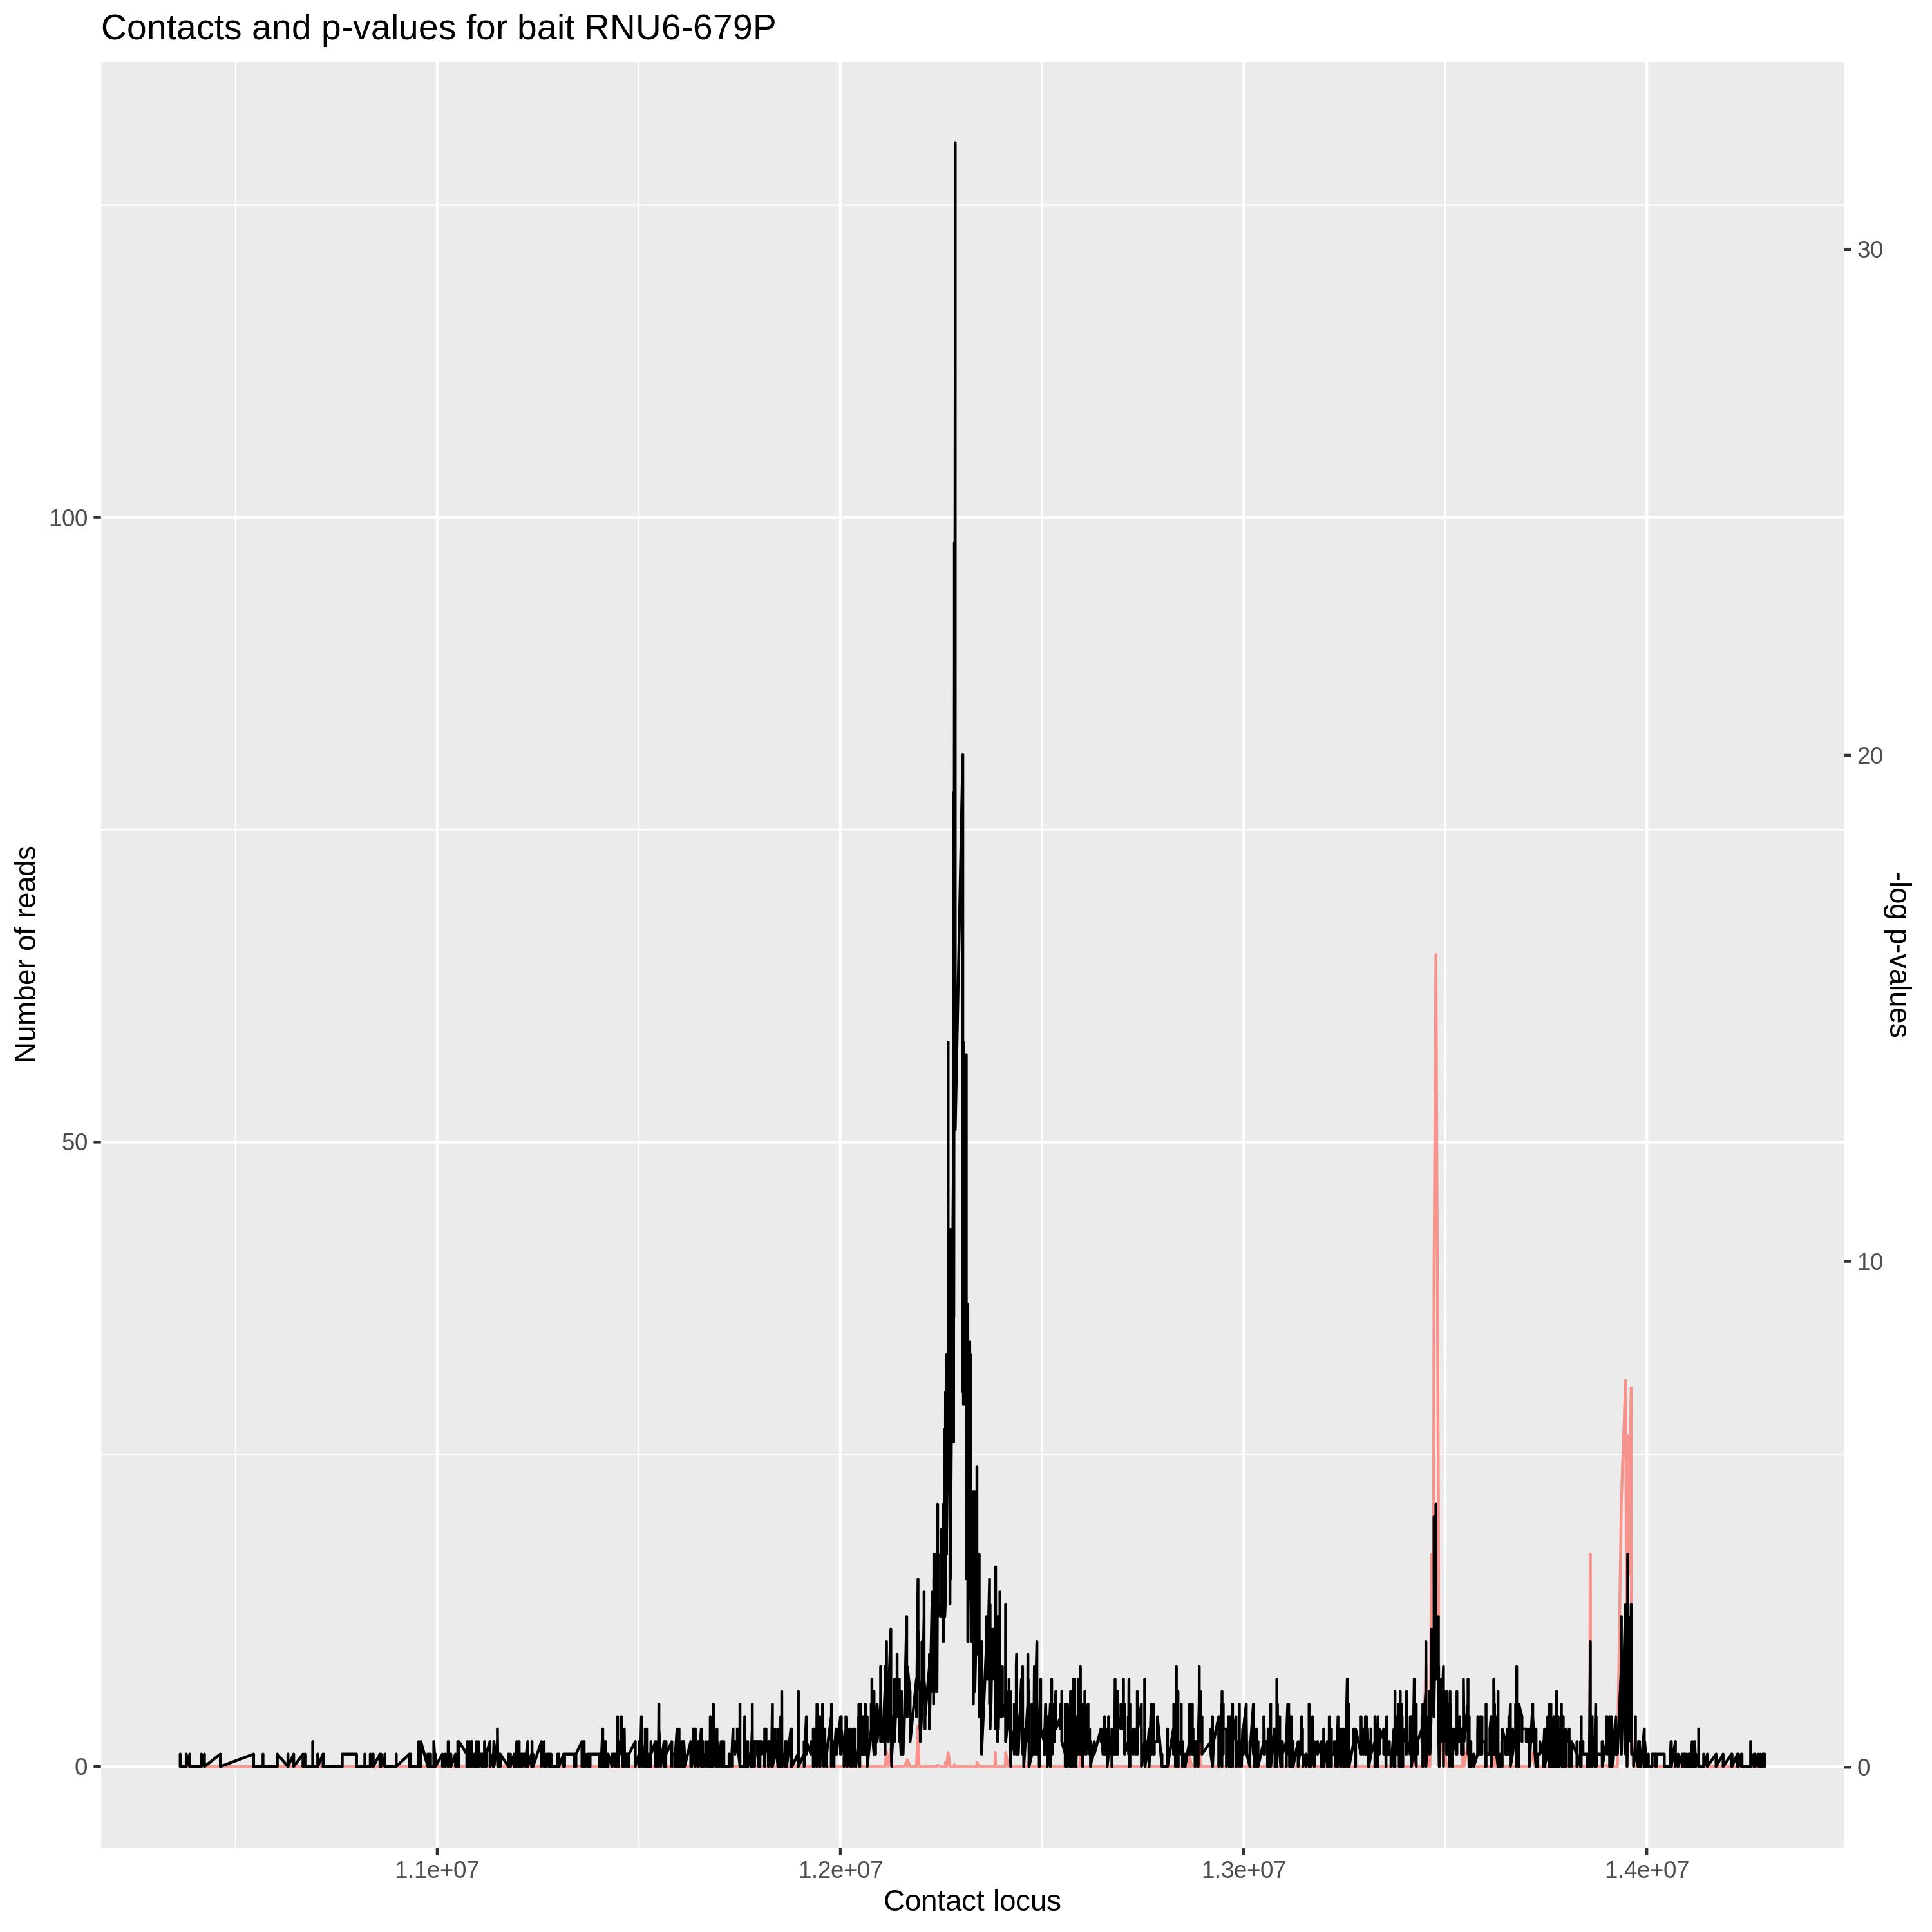 Contacts and p-values for bait RNU6-679P
Number of reads
100
50
0
30
20
10
0
-log p-values
1.1e+07
1.2e+07
1.3e+07
1.4e+07
Contact locus